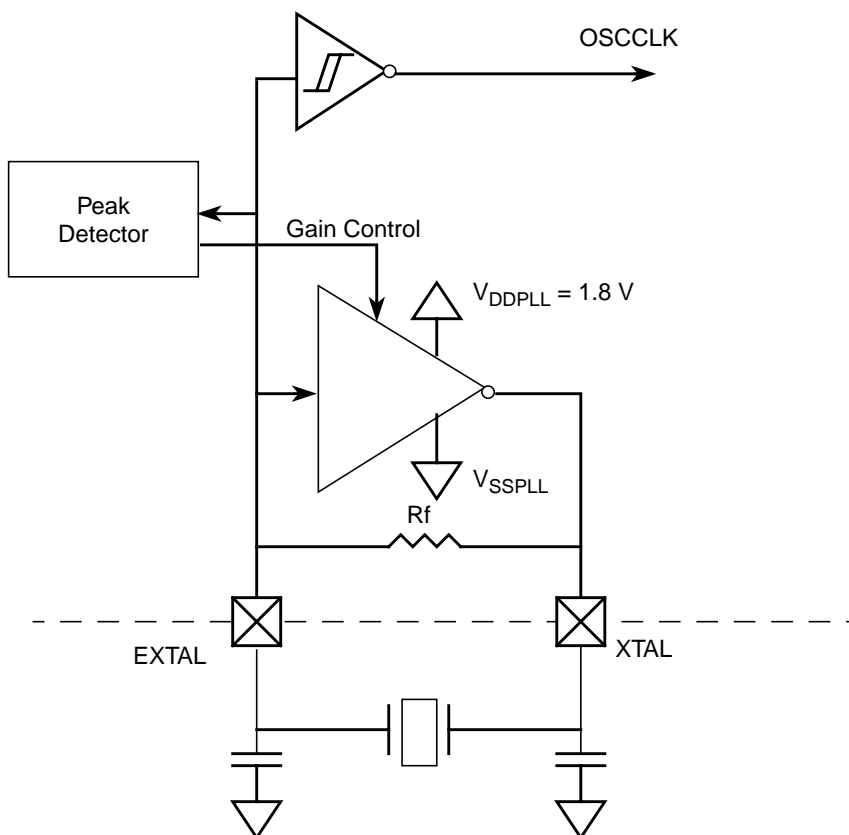 OSCCLK
Peak
Detector
Gain Control
VDDPLL = 1.8 V
VSSPLL
Rf
EXTAL
XTAL